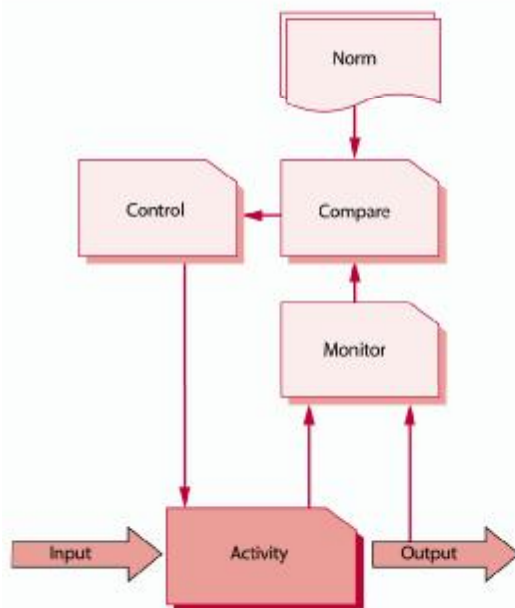 Norm
Control
Compare
Monitor
Input
Activity
Output